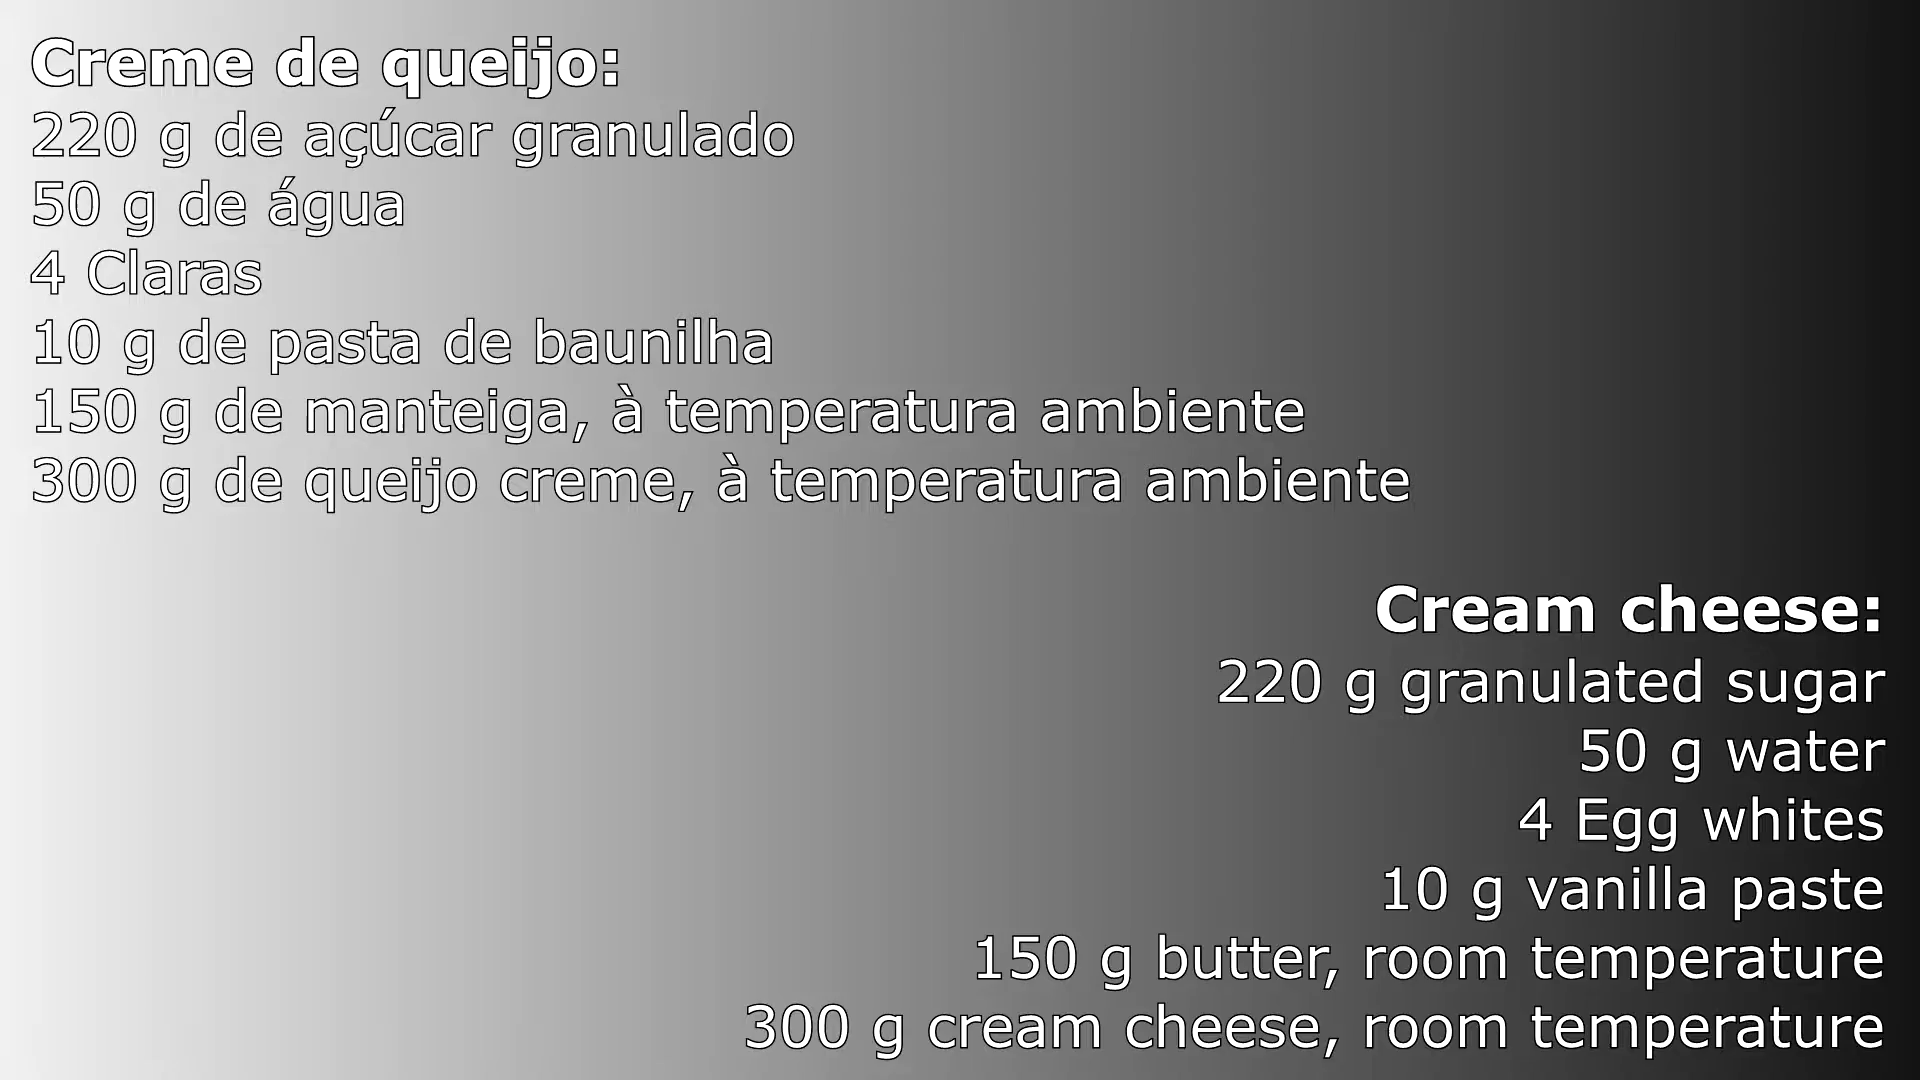 Creme de queijo:
220 g de açúcar granulado
50 g de água
4 Claras
10 g de pasta de baunilha
150 g de manteiga, à temperatura ambiente
300 g de queijo creme, à temperatura ambiente
Cream cheese:
220 g granulated sugar
50 g water
4 Egg whites
10 g vanilla paste
150 g butter, room temperature
300 g cream cheese, room temperature